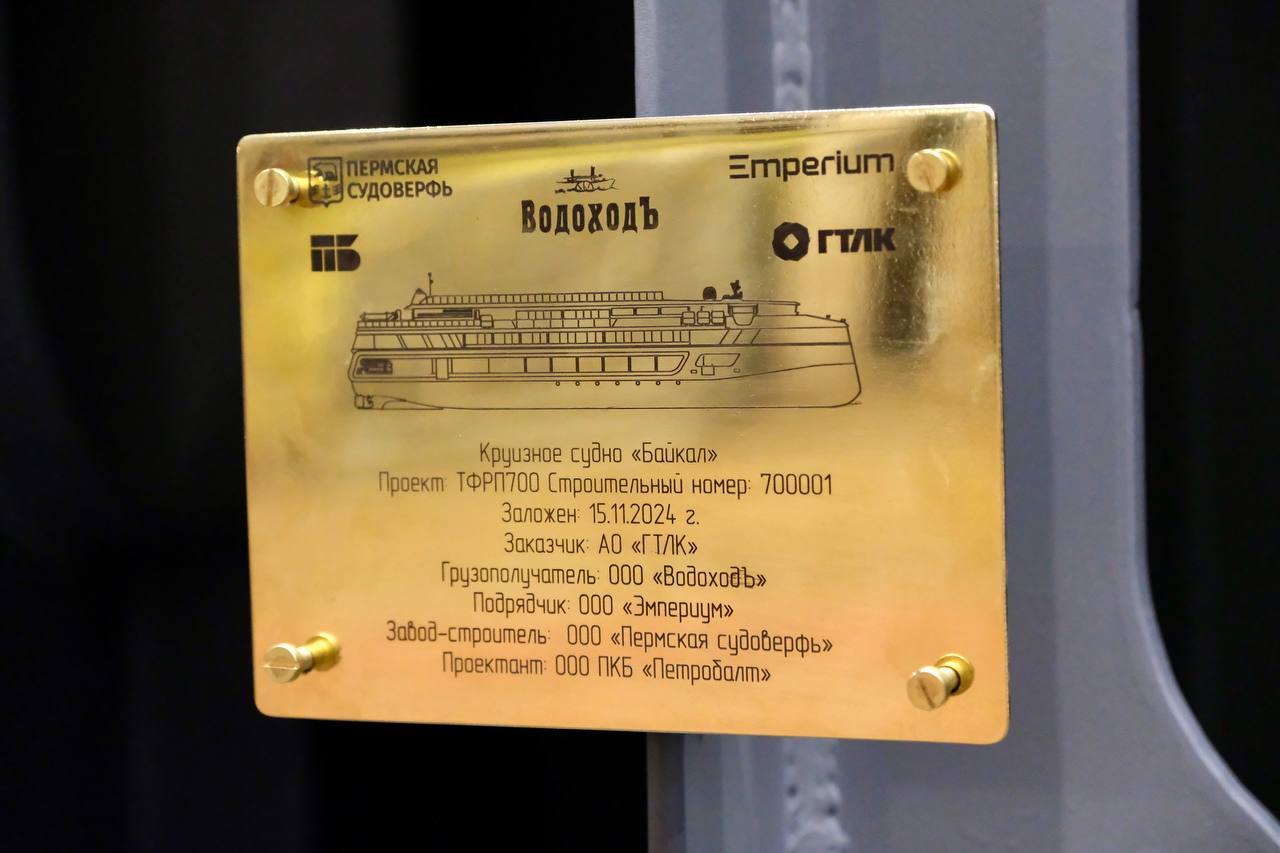 ПЕРМСКАЯ
СУДОВЕРФЬ
ВОДОХОДЪ
Emperium
ПБ
ГТЛК
Круизное судно «Байкал»
Проект: ТФРП700 Строительный номер: 700001
Заложен: 15.11.2024 г.
Заказчик: АО «ГТЛК»
Грузополучатель: ООО «ВодоходЪ»
Подрядчик: ООО «Эмпериум»
Завод-строитель: ООО «Пермская судоверфь»
Проектант: ООО ПКБ «Петробалт»